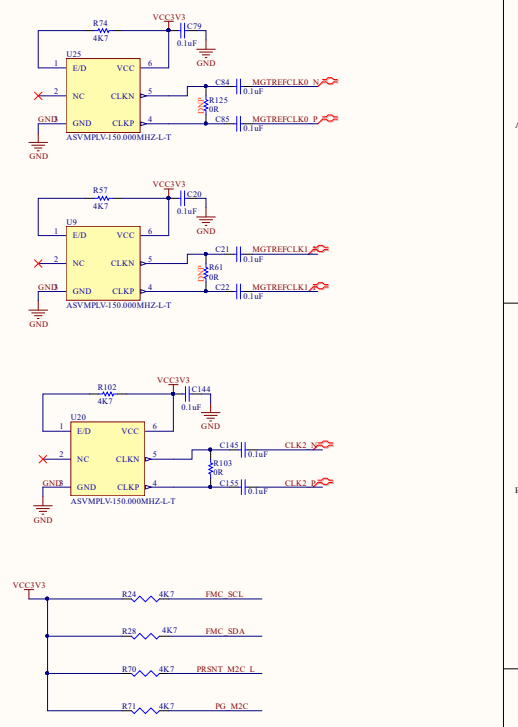 VCC3V3
R74
4K7
C79
0.1uF
GND
U25
1 E/D VCC 6
2 NC CLKN 5
GND 3 GND CLKP 4
GND
ASVMPLV-150.000MHZ-L-T
C84 MGTREFCLK0_N
0.1uF
DNP
R125
0R
C85 MGTREFCLK0_P
0.1uF
A
VCC3V3
R57
4K7
C20
0.1uF
GND
U9
1 E/D VCC 6
2 NC CLKN 5
GND 3 GND CLKP 4
GND
ASVMPLV-150.000MHZ-L-T
C21 MGTREFCLK1
0.1uF
DNP
R61
0R
C22 MGTREFCLK1
0.1uF
VCC3V3
R102
4K7
C144
0.1uF
GND
U20
1 E/D VCC 6
2 NC CLKN 5
GND 3 GND CLKP 4
GND
ASVMPLV-150.000MHZ-L-T
C145 CLK2_N
0.1uF
R103
0R
C155 CLK2_P
0.1uF
VCC3V3
R24 4K7 FMC_SCL
R28 4K7 FMC_SDA
R70 4K7 PRSNT_M2C_L
R71 4K7 PG_M2C